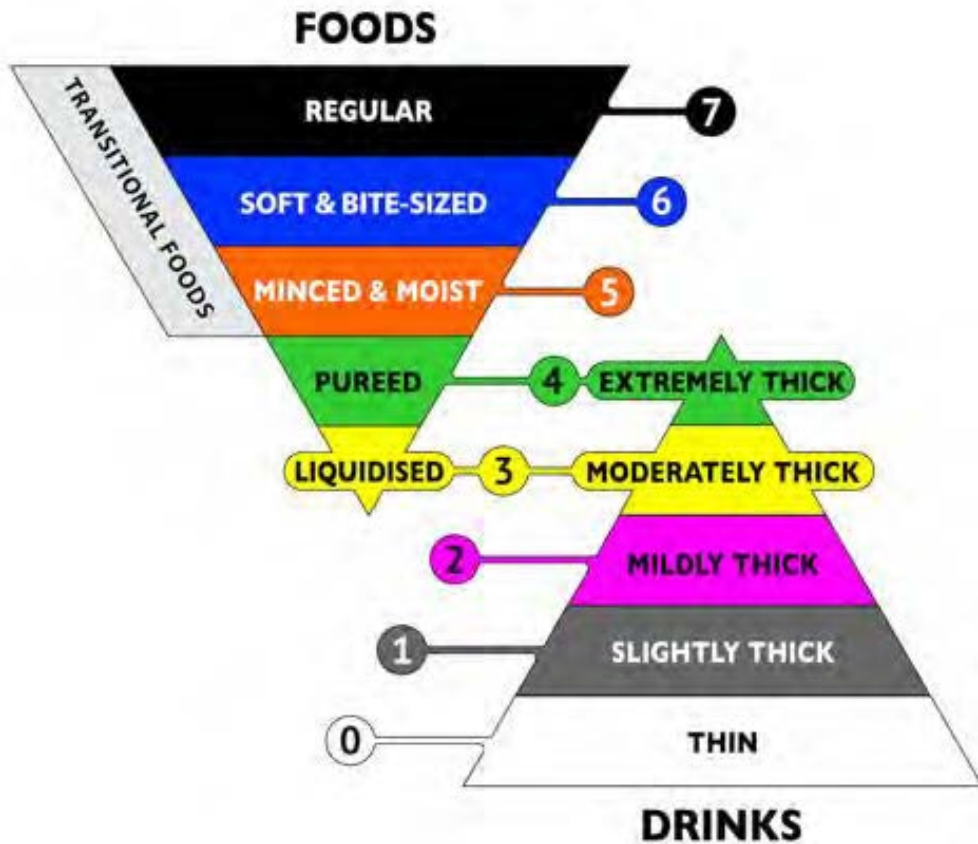 FOODS
TRANSITIONAL FOODS
REGULAR
7
SOFT & BITE-SIZED
6
MINCED & MOIST
5
PUREED
4
EXTREMELY THICK
LIQUIDISED
3
MODERATELY THICK
2
MILDLY THICK
1
SLIGHTLY THICK
0
THIN
DRINKS